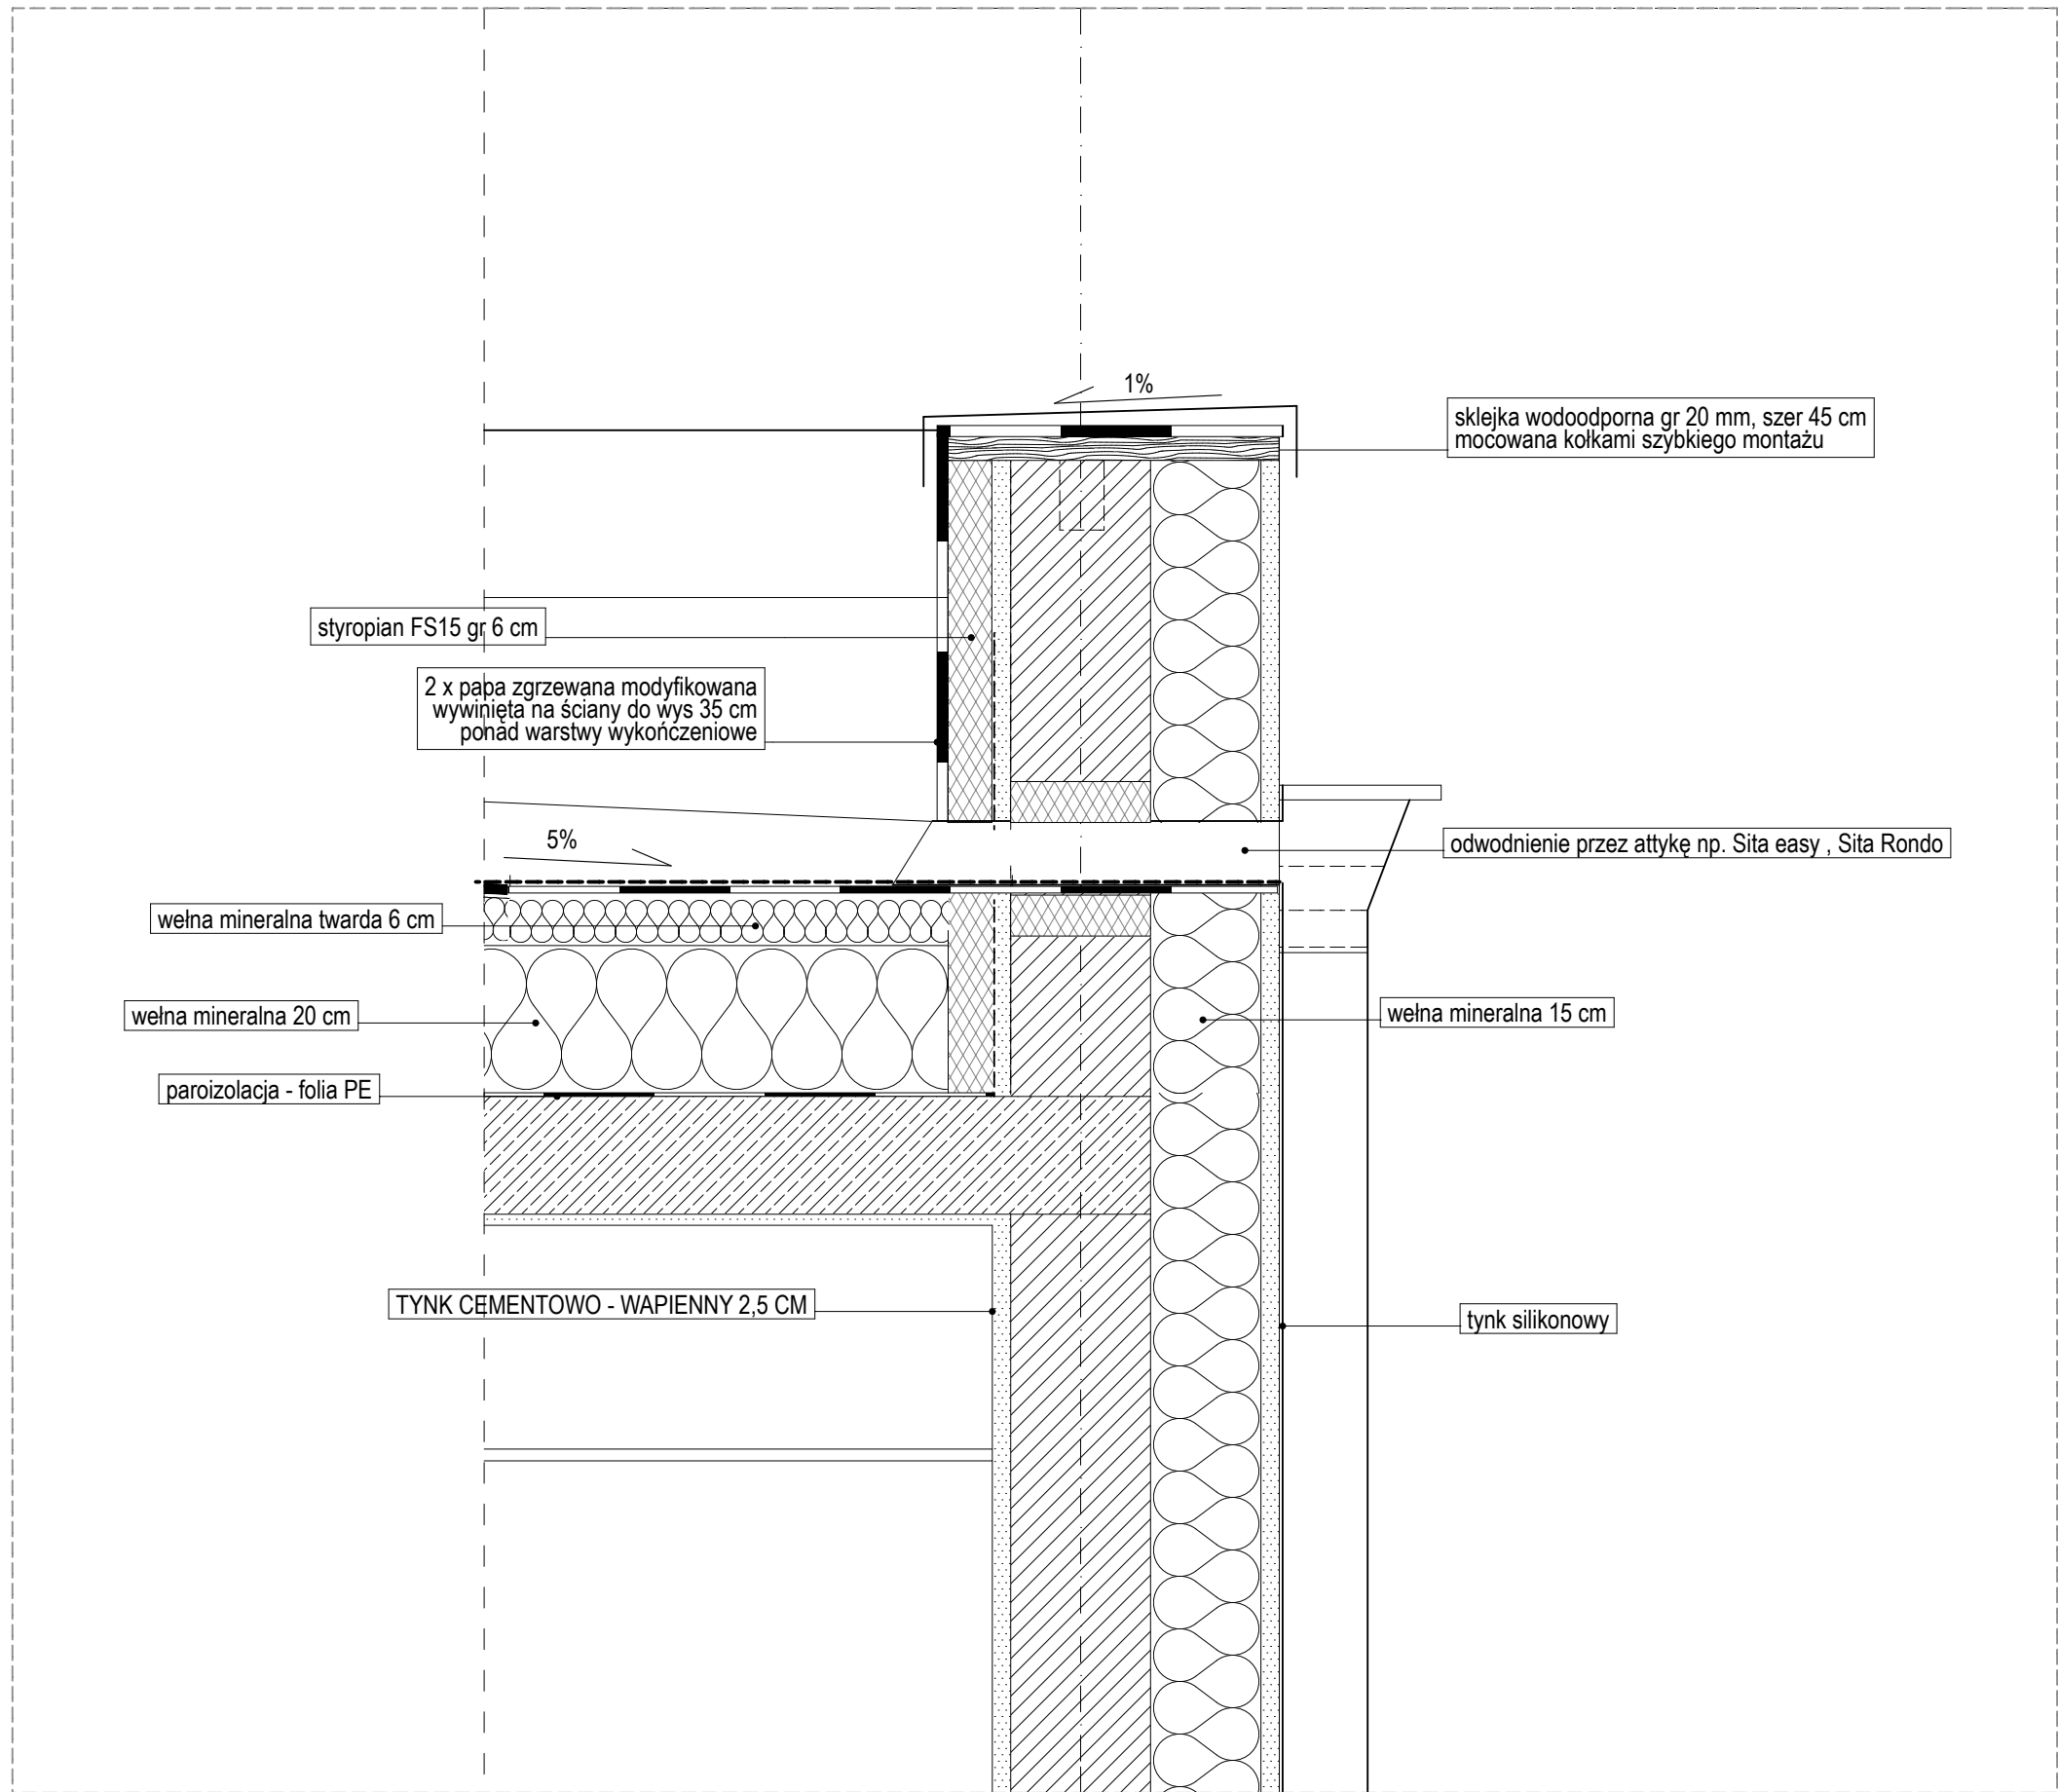 1%
sklejka wodoodporna gr 20 mm, szer 45 cm
mocowana kołkami szybkiego montażu
styropian FS15 gr 6 cm
2 x papa zgrzewana modyfikowana
wywinięta na ściany do wys 35 cm
ponad warstwy wykończeniowe
5%
odwodnienie przez attykę np. Sita easy , Sita Rondo
wełna mineralna twarda 6 cm
wełna mineralna 20 cm
wełna mineralna 15 cm
paroizolacja - folia PE
TYNK CEMENTOWO - WAPIENNY 2,5 CM
tynk silikonowy